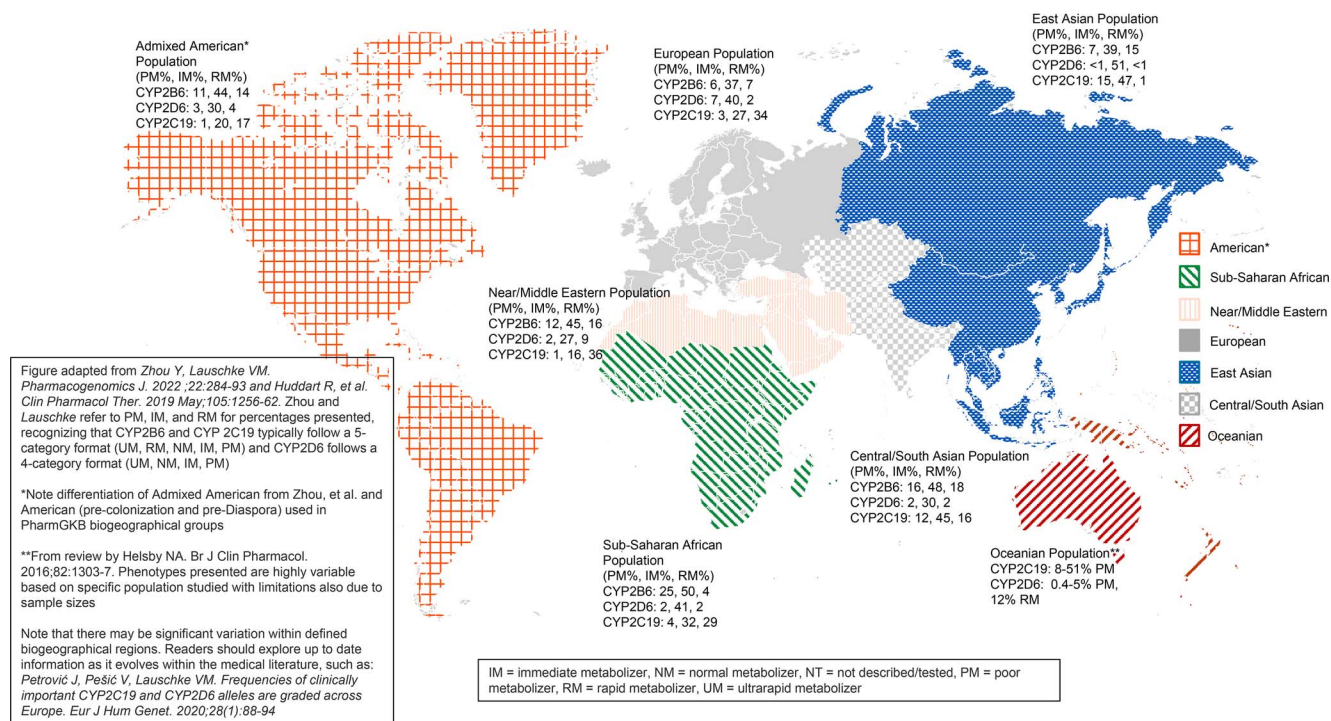 Admixed American*
Population
(PM%, IM%, RM%)
CYP2B6: 11, 44, 14
CYP2D6: 3, 30, 4
CYP2C19: 1, 20, 17
European Population
(PM%, IM%, RM%)
CYP2B6: 6, 37, 7
CYP2D6: 7, 40, 2
CYP2C19: 3, 27, 34
East Asian Population
(PM%, IM%, RM%)
CYP2B6: 7, 39, 15
CYP2D6: <1, 51, <1
CYP2C19: 15, 47, 1
American*
Sub-Saharan African
Near/Middle Eastern
European
East Asian
Central/South Asian
Oceanian
Near/Middle Eastern Population
(PM%, IM%, RM%)
CYP2B6: 12, 45, 16
CYP2D6: 2, 27, 9
CYP2C19: 1, 16, 36
Figure adapted from Zhou Y, Lauschke VM.
Pharmacogenomics J. 2022 ;22:284-93 and Huddart R, et al.
Clin Pharmacol Ther. 2019 May;105:1256-62. Zhou and
Lauschke refer to PM, IM, and RM for percentages presented,
recognizing that CYP2B6 and CYP 2C19 typically follow a 5-
category format (UM, RM, NM, IM, PM) and CYP2D6 follows a
4-category format (UM, NM, IM, PM)
*Note differentiation of Admixed American from Zhou, et al. and
American (pre-colonization and pre-Diaspora) used in
PharmGKB biogeographical groups
**From review by Helsby NA. Br J Clin Pharmacol.
2016;82:1303-7. Phenotypes presented are highly variable
based on specific population studied with limitations also due to
sample sizes
Note that there may be significant variation within defined
biogeographical regions. Readers should explore up to date
information as it evolves within the medical literature, such as:
Petrović J, Pešić V, Lauschke VM. Frequencies of clinically
important CYP2C19 and CYP2D6 alleles are graded across
Europe. Eur J Hum Genet. 2020;28(1):88-94
Central/South Asian Population
(PM%, IM%, RM%)
CYP2B6: 16, 48, 18
CYP2D6: 2, 30, 2
CYP2C19: 12, 45, 16
Sub-Saharan African
Population
(PM%, IM%, RM%)
CYP2B6: 25, 50, 4
CYP2D6: 2, 41, 2
CYP2C19: 4, 32, 29
Oceanian Population**
CYP2C19: 8-51% PM
CYP2D6: 0.4-5% PM,
12% RM
IM = immediate metabolizer, NM = normal metabolizer, NT = not described/tested, PM = poor
metabolizer, RM = rapid metabolizer, UM = ultrarapid metabolizer